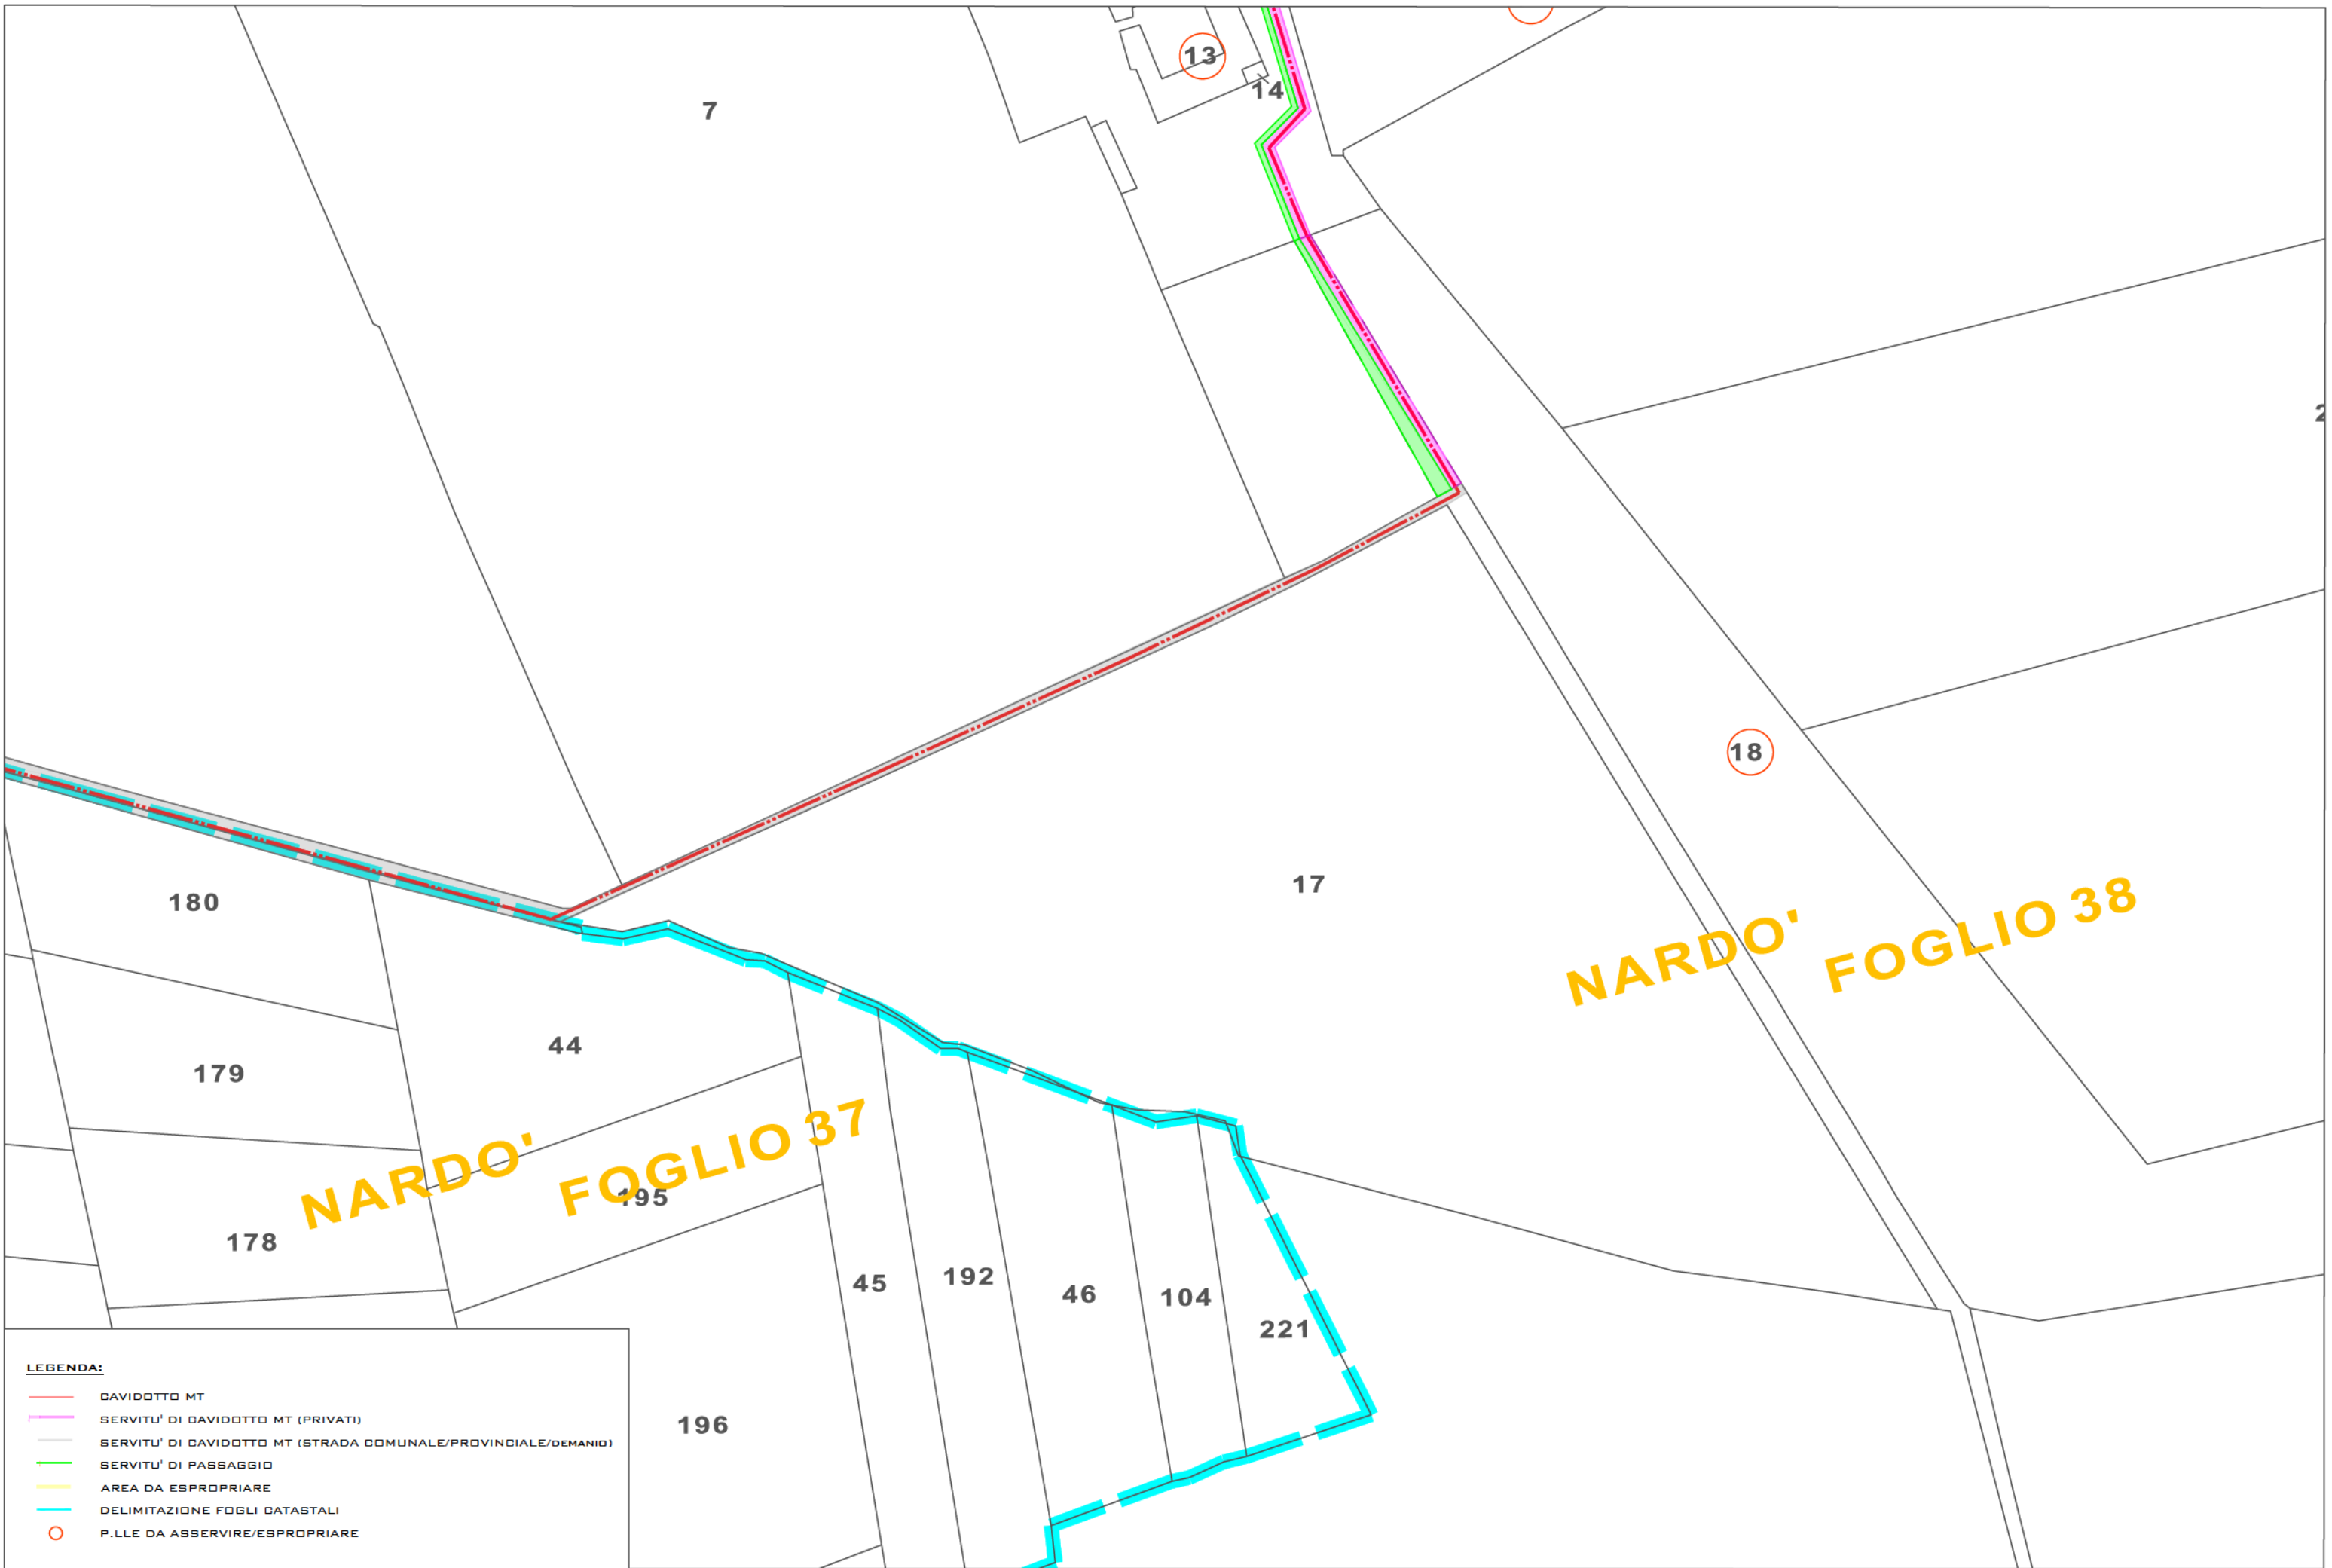 13
14
7
2
18
17
180
NARDO' FOGLIO 38
44
179
NARDO' FOGLIO 37
195
178
45
192
46
104
221
196
LEGENDA:
CAVIDOTTO MT
SERVITU' DI CAVIDOTTO MT (PRIVATI)
SERVITU' DI CAVIDOTTO MT (STRADA COMUNALE/PROVINCIALE/DEMANIO)
SERVITU' DI PASSAGGIO
AREA DA ESPROPRIARE
DELIMITAZIONE FOGLI CATASTALI
P.LLE DA ASSERVIRE/ESPROPRIARE